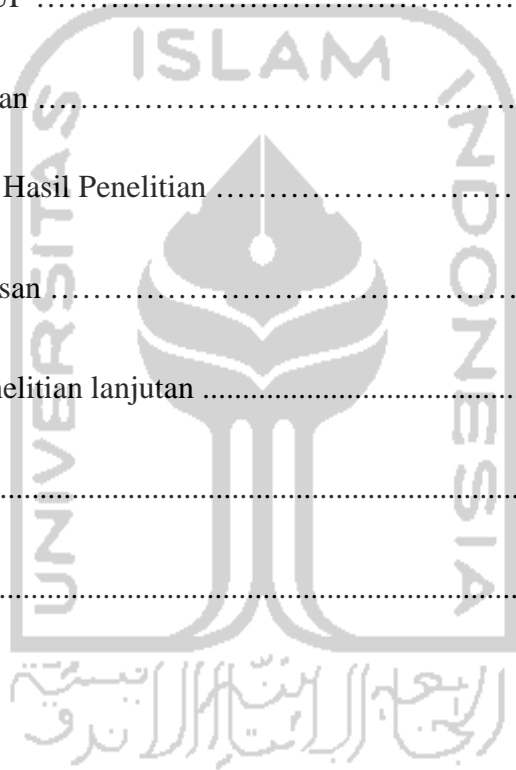 ISLAM
UNIVERSITAS
INDONESIA
an ……………………………………………
Hasil Penelitian ……………………………
san ……………………………………………
nelitian lanjutan ..................................................
..........................................................................
..........................................................................